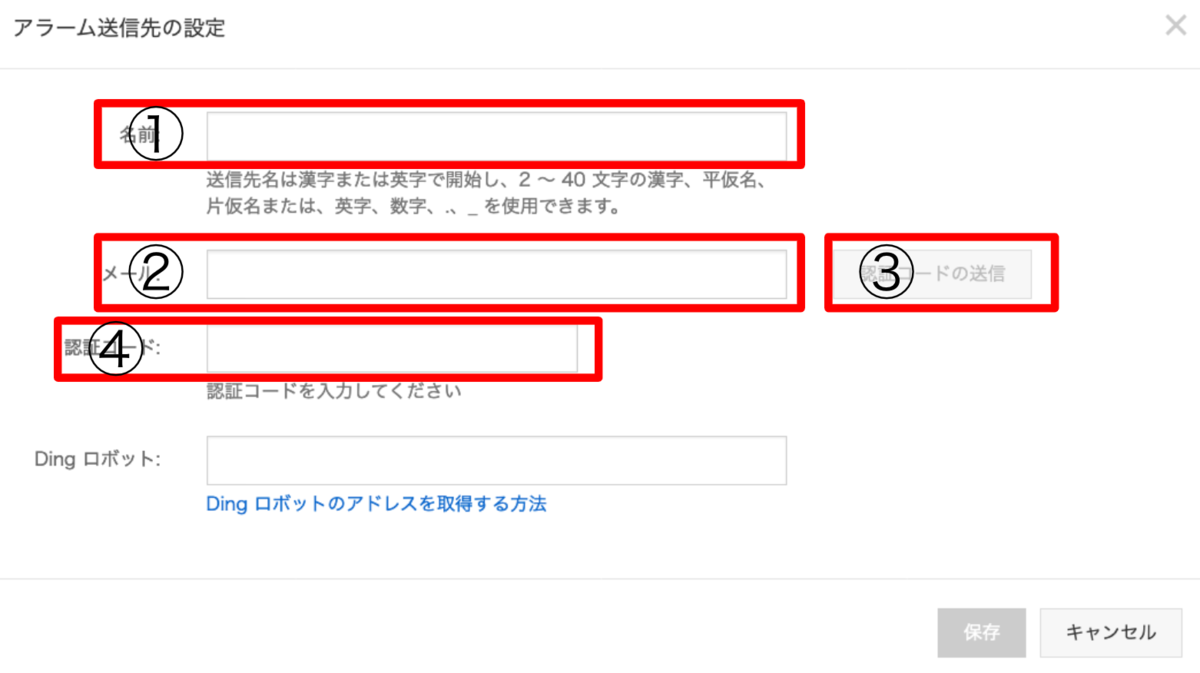 アラーム送信先の設定
①
名前:
送信先名は漢字または英字で開始し、2 〜 40 文字の漢字、平仮名、
片仮名または、英字、数字、.、_ を使用できます。
②
メール:
③
認証コードの送信
④
認証コード:
認証コードを入力してください
Ding ロボット:
Ding ロボットのアドレスを取得する方法
保存
キャンセル